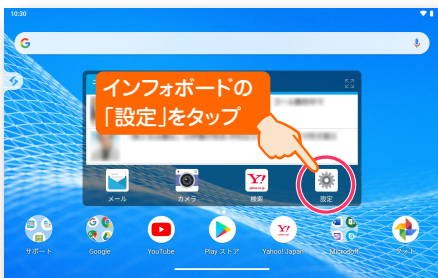 10:30
インフォボードの
「設定」をタップ
メール
カメラ
検索
設定
サポート
Google
YouTube
Play ストア
Yahoo! Japan
Microsoft
フォト